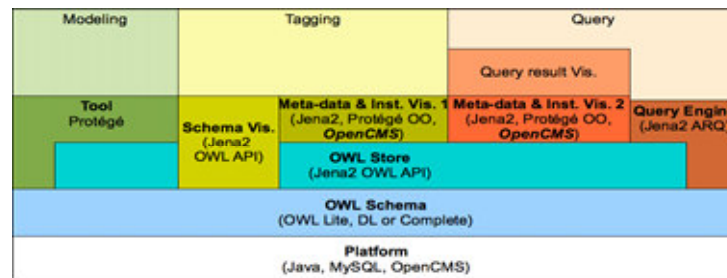 Modeling
Tagging
Query
Query result Vis.
Tool
Protégé
Schema Vis.
(Jena2
OWL API)
Meta-data & Inst. Vis. 1
(Jena2, Protégé OO,
OpenCMS)
Meta-data & Inst. Vis. 2
(Jena2, Protégé OO,
OpenCMS)
Query Engin
(Jena2 ARQ)
OWL Store
(Jena2 OWL API)
OWL Schema
(OWL Lite, DL or Complete)
Platform
(Java, MySQL, OpenCMS)